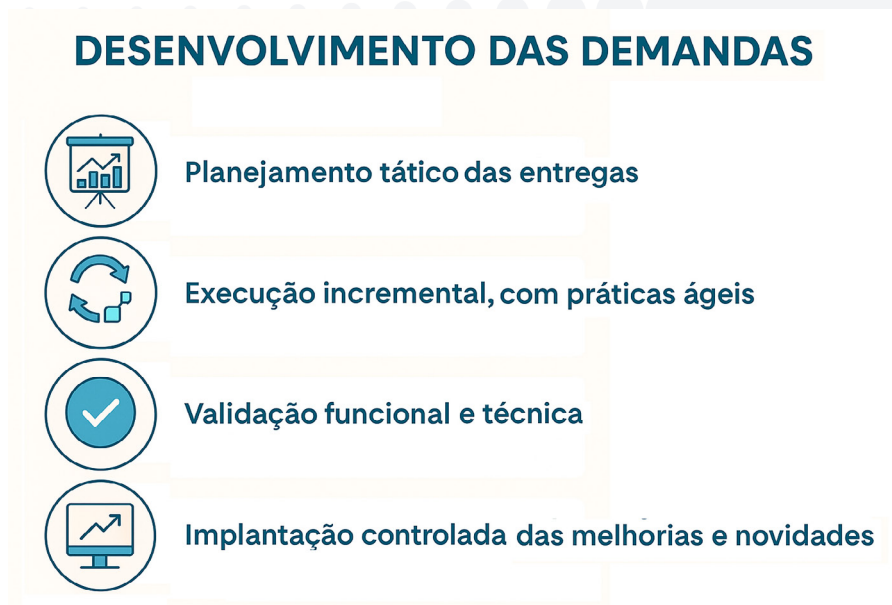 DESENVOLVIMENTO DAS DEMANDAS
Planejamento tático das entregas
Execução incremental, com práticas ágeis
Validação funcional e técnica
Implantação controlada das melhorias e novidades